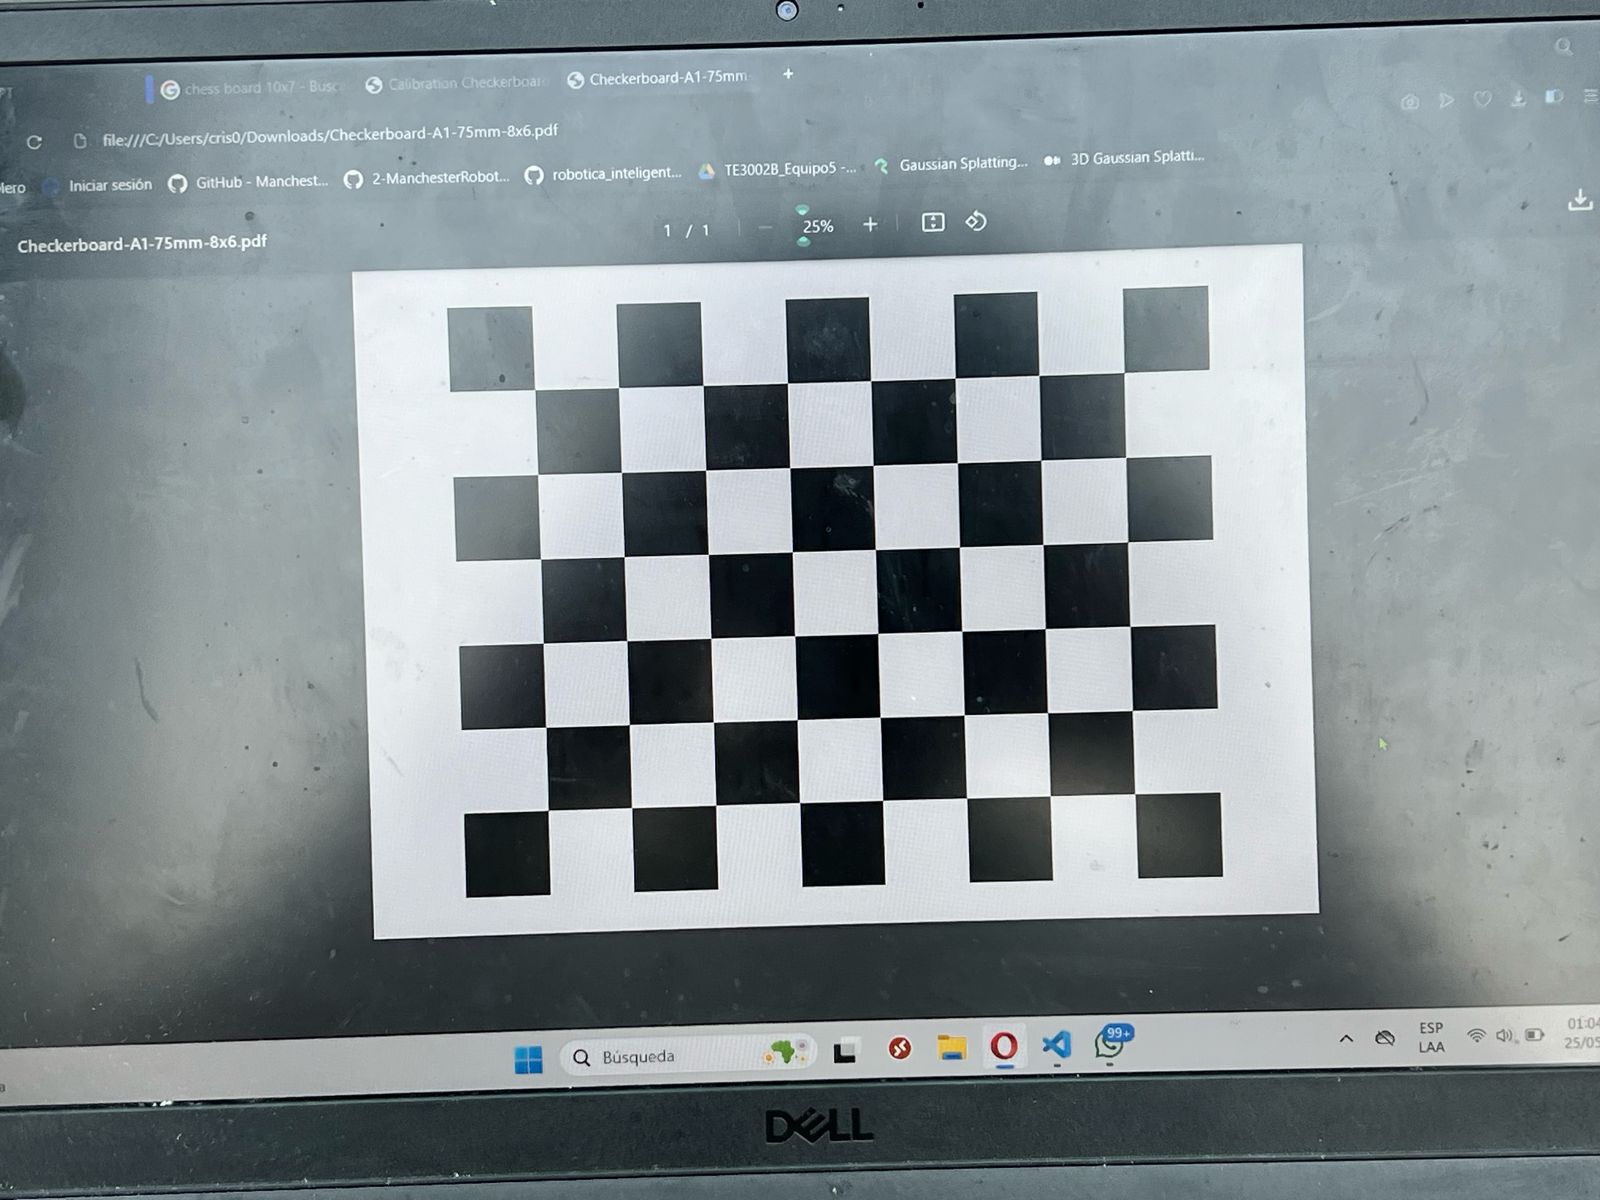 chess board 10x7 - Busc
Calibration Checkerboar
Checkerboard-A1-75mm-
+
file:///C:/Users/cris0/Downloads/Checkerboard-A1-75mm-8x6.pdf
lero
Iniciar sesión
GitHub - Manchest...
2-ManchesterRobot...
robotica_inteligent...
TE3002B_Equipo5 -...
Gaussian Splatting...
3D Gaussian Splatti...
Checkerboard-A1-75mm-8x6.pdf
1 / 1
25%
Búsqueda
99+
ESP
LAA
01:04
25/05
DELL